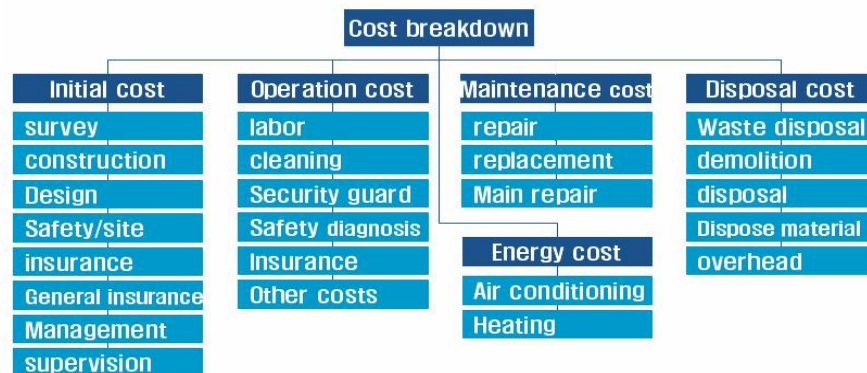 Cost breakdown
Initial cost
survey
construction
Design
Safety/site
insurance
General insurance
Management
supervision
Operation cost
labor
cleaning
Security guard
Safety diagnosis
Insurance
Other costs
Maintenance cost
repair
replacement
Main repair
Energy cost
Air conditioning
Heating
Disposal cost
Waste disposal
demolition
disposal
Dispose material
overhead